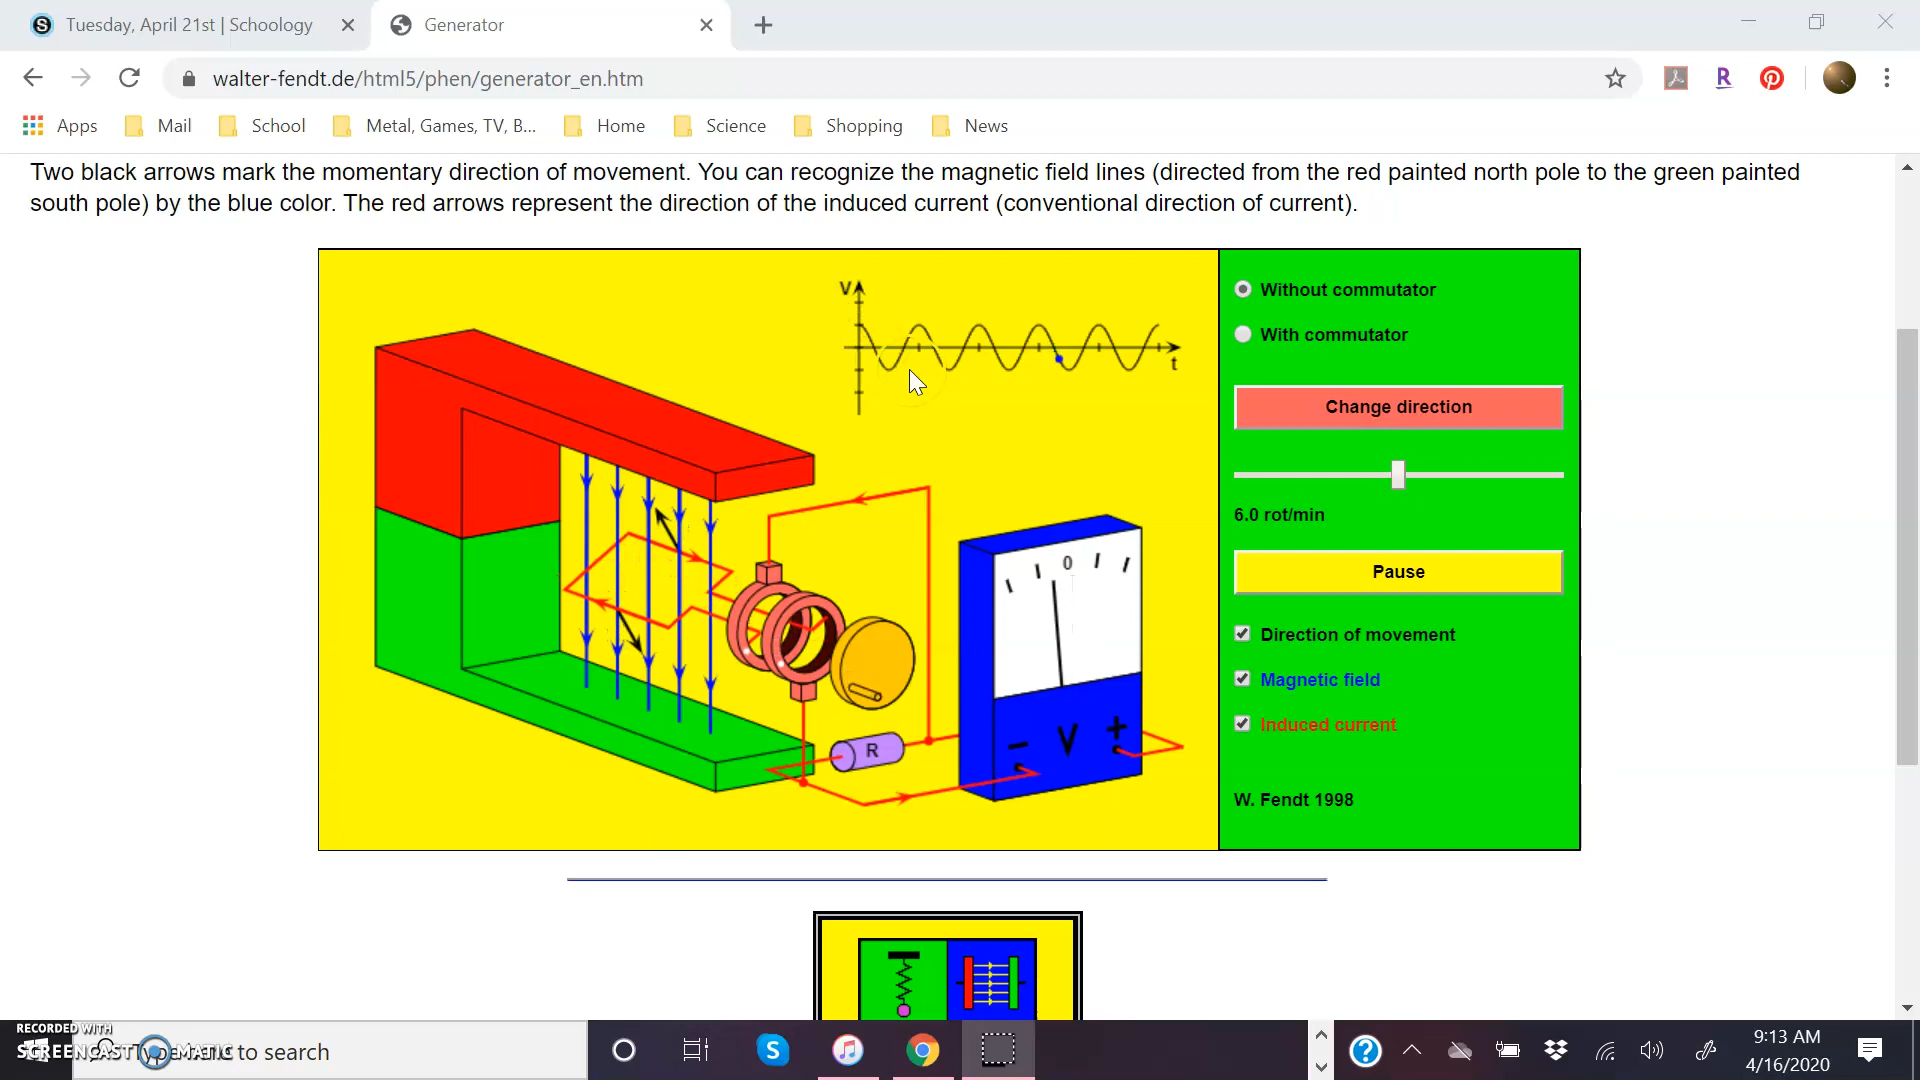 Tuesday, April 21st | Schoology
Generator
walter-fendt.de/html5/phen/generator_en.htm
R
Apps Mail School Metal, Games, TV, B... Home Science Shopping News
Two black arrows mark the momentary direction of movement. You can recognize the magnetic field lines (directed from the red painted north pole to the green painted
south pole) by the blue color. The red arrows represent the direction of the induced current (conventional direction of current).
V
t
Without commutator
With commutator
Change direction
6.0 rot/min
Pause
0
Direction of movement
Magnetic field
Induced current
R
- V +
W. Fendt 1998
RECORDED WITH
SCREENCAST MATIC
to search
S
?
9:13 AM
4/16/2020